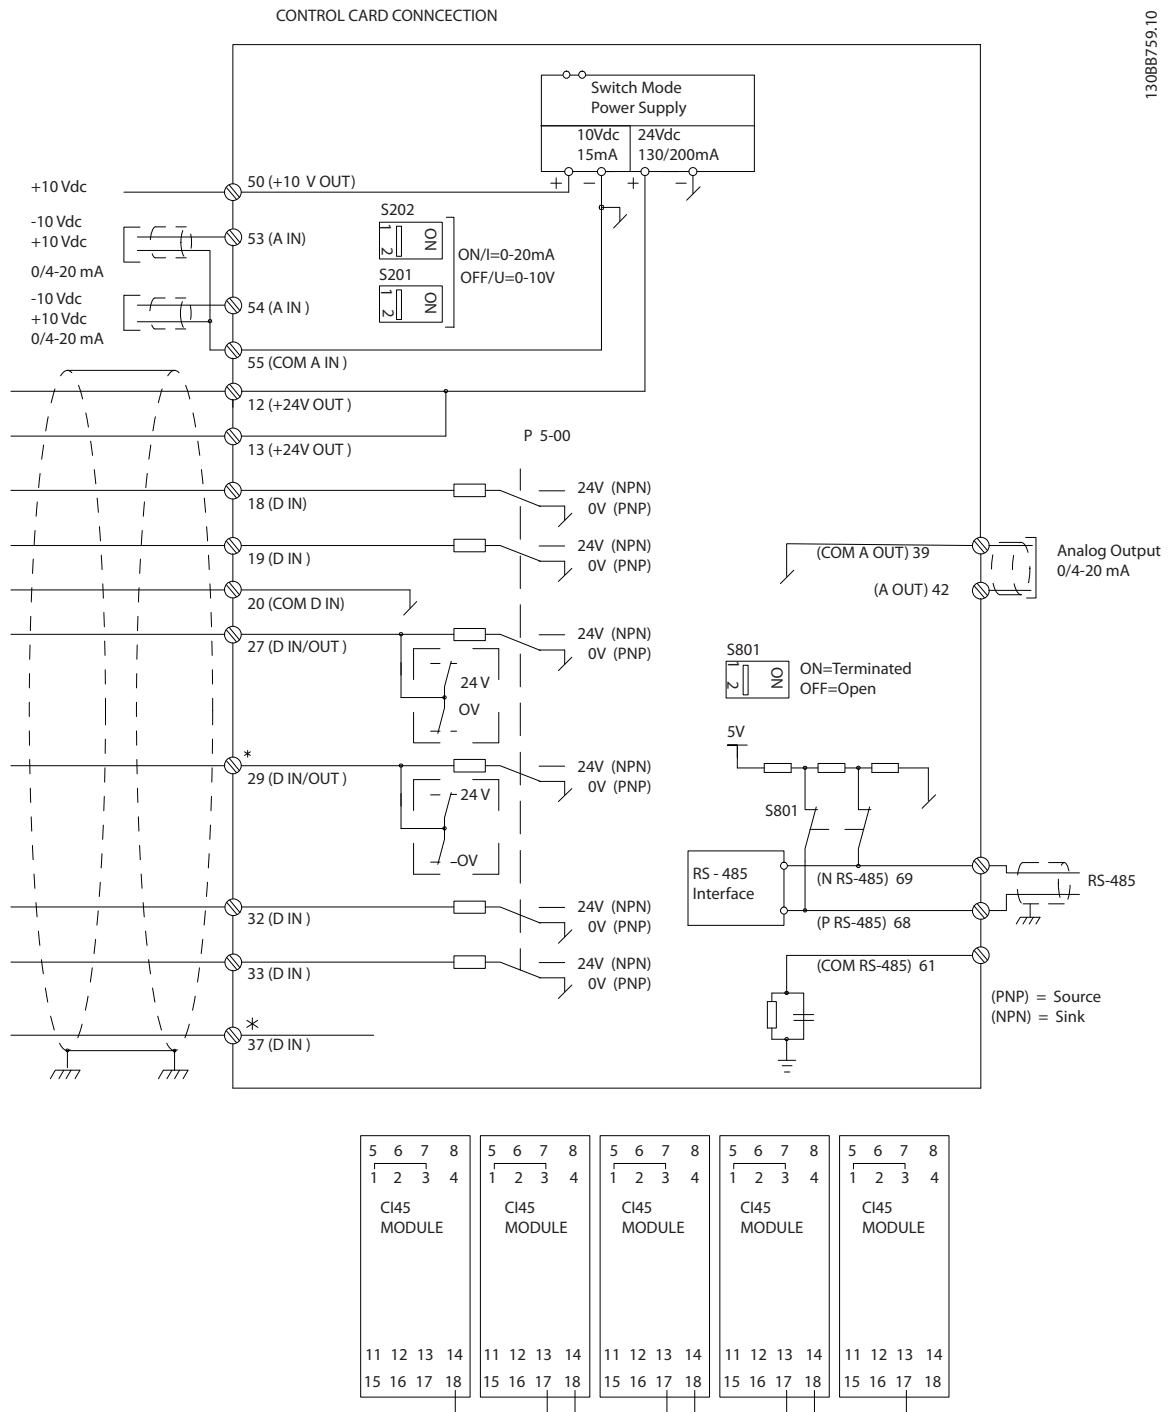 CONTROL CARD CONNCECTION
130BB759.10
Switch Mode
Power Supply
10Vdc
15mA
24Vdc
130/200mA
+ − + −
+10 Vdc
50 (+10 V OUT)
-10 Vdc
+10 Vdc
0/4-20 mA
53 (A IN)
S202
1 2 ON
ON/I=0-20mA
OFF/U=0-10V
S201
1 2 ON
-10 Vdc
+10 Vdc
0/4-20 mA
54 (A IN )
55 (COM A IN )
12 (+24V OUT )
13 (+24V OUT )
P 5-00
18 (D IN)
24V (NPN)
0V (PNP)
19 (D IN )
24V (NPN)
0V (PNP)
20 (COM D IN)
27 (D IN/OUT )
24V (NPN)
0V (PNP)
24 V
OV
*
29 (D IN/OUT )
24V (NPN)
0V (PNP)
24 V
OV
32 (D IN )
24V (NPN)
0V (PNP)
33 (D IN )
24V (NPN)
0V (PNP)
*
37 (D IN )
(COM A OUT) 39
(A OUT) 42
Analog Output
0/4-20 mA
S801
1 2 ON
ON=Terminated
OFF=Open
5V
S801
RS - 485
Interface
(N RS-485) 69
(P RS-485) 68
RS-485
(COM RS-485) 61
(PNP) = Source
(NPN) = Sink
5 6 7 8
1 2 3 4
CI45
MODULE
11 12 13 14
15 16 17 18
5 6 7 8
1 2 3 4
CI45
MODULE
11 12 13 14
15 16 17 18
5 6 7 8
1 2 3 4
CI45
MODULE
11 12 13 14
15 16 17 18
5 6 7 8
1 2 3 4
CI45
MODULE
11 12 13 14
15 16 17 18
5 6 7 8
1 2 3 4
CI45
MODULE
11 12 13 14
15 16 17 18